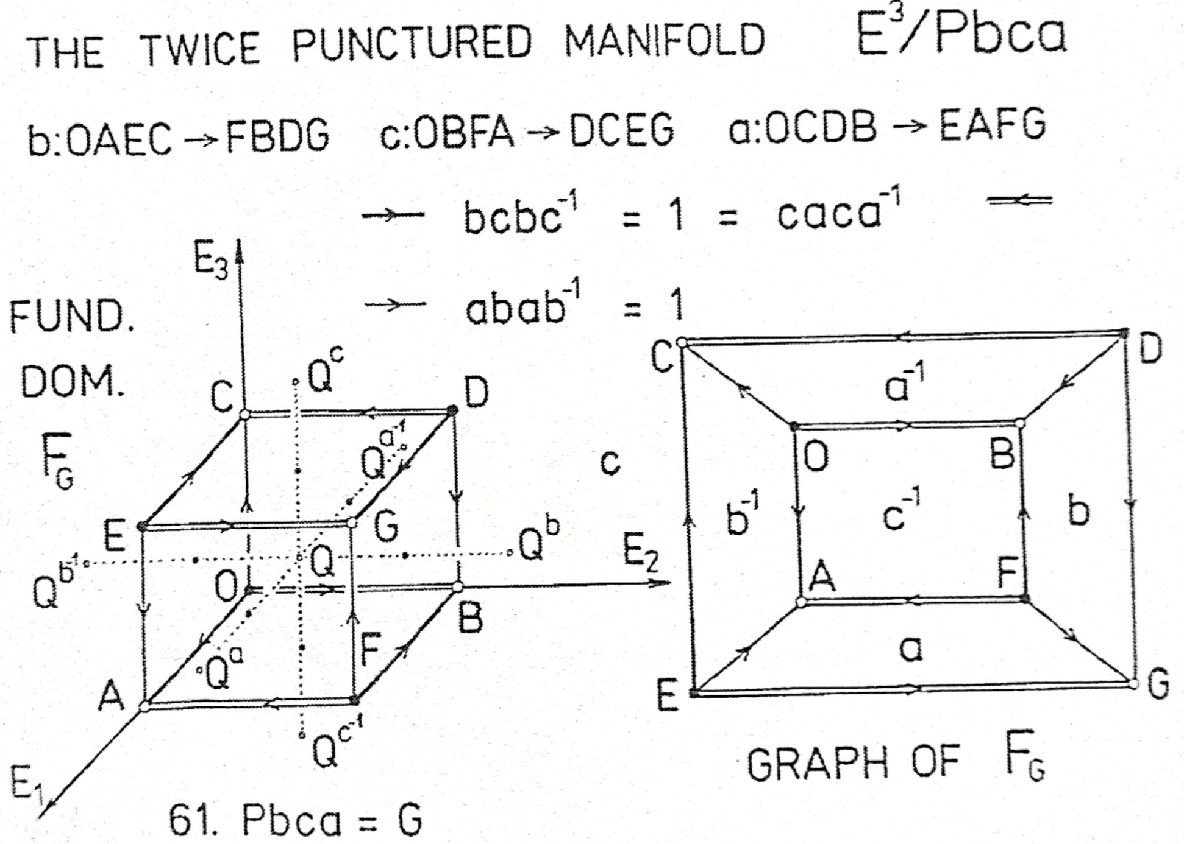 THE TWICE PUNCTURED MANIFOLD E³/Pbca
b:OAEC→FBDG c:OBFA→DCEG a:OCDB→EAFG
bcbc⁻¹ = 1 = caca⁻¹
abab⁻¹ = 1
FUND.
DOM.
F_G
E₃
Q^c
C
D
Q^{a⁻¹}
E
G
Q^{b⁻¹}
Q
Q^b
E₂
O
B
Q^a
F
A
Q^{c⁻¹}
E₁
61. Pbca = G
C
D
a⁻¹
O
B
c
b⁻¹
c⁻¹
b
A
F
a
E
G
GRAPH OF F_G